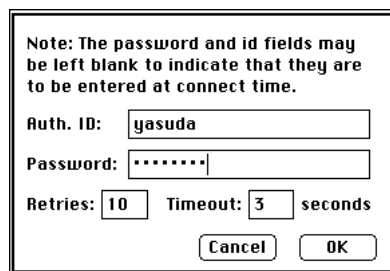 Note: The password and id fields may
be left blank to indicate that they are
to be entered at connect time.
Auth. ID: yasuda
Password: ••••••••
Retries: 10 Timeout: 3 seconds
Cancel OK